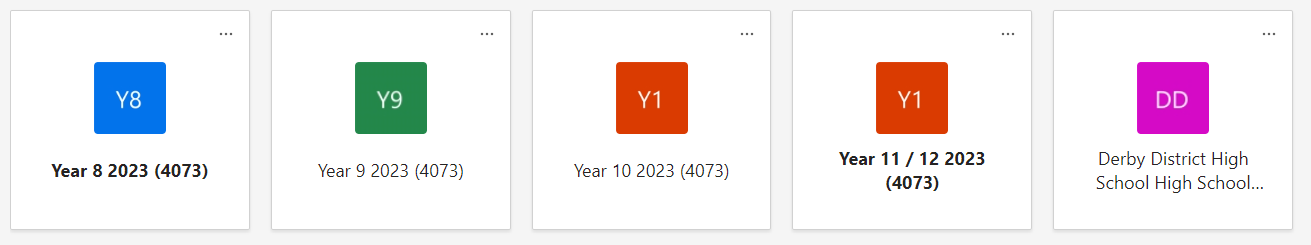 ... ... ... ... ...
Y8 Y9 Y1 Y1 DD
Year 8 2023 (4073)
Year 9 2023 (4073)
Year 10 2023 (4073)
Year 11 / 12 2023
(4073)
Derby District High
School High School...